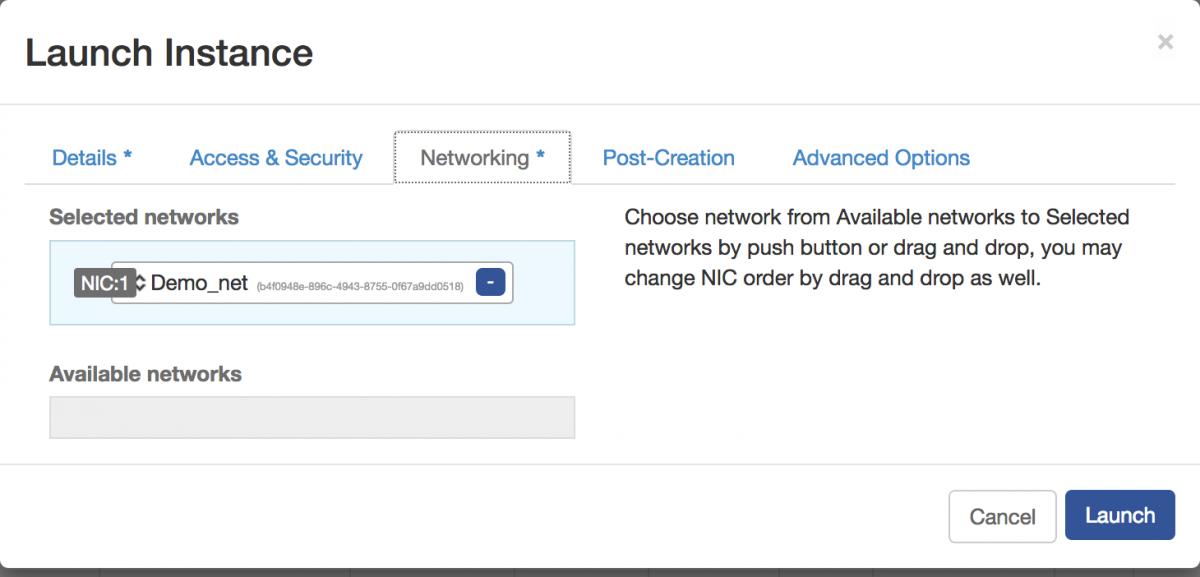 Launch Instance
×
Details * Access & Security Networking * Post-Creation Advanced Options
Selected networks
NIC:1 Demo_net (b4f0948e-896c-4943-8755-0f67a9dd0518) -
Available networks
Choose network from Available networks to Selected
networks by push button or drag and drop, you may
change NIC order by drag and drop as well.
Cancel Launch